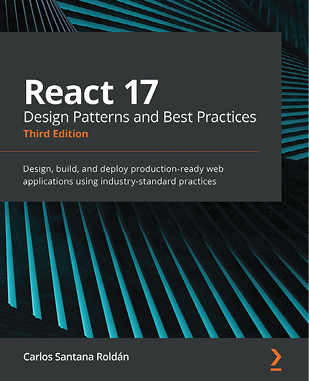 React 17
Design Patterns and Best Practices
Third Edition
Design, build, and deploy production-ready web
applications using industry-standard practices
Carlos Santana Roldán